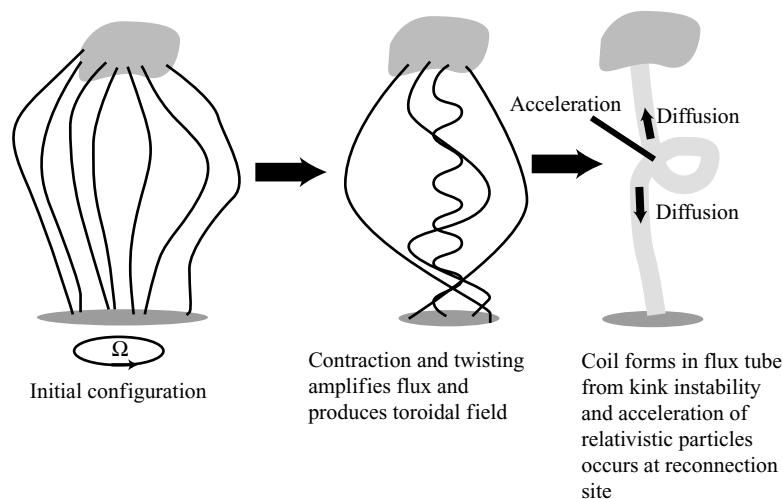 Acceleration
Diffusion
Diffusion
Ω
Initial configuration
Contraction and twisting
amplifies flux and
produces toroidal field
Coil forms in flux tube
from kink instability
and acceleration of
relativistic particles
occurs at reconnection
site